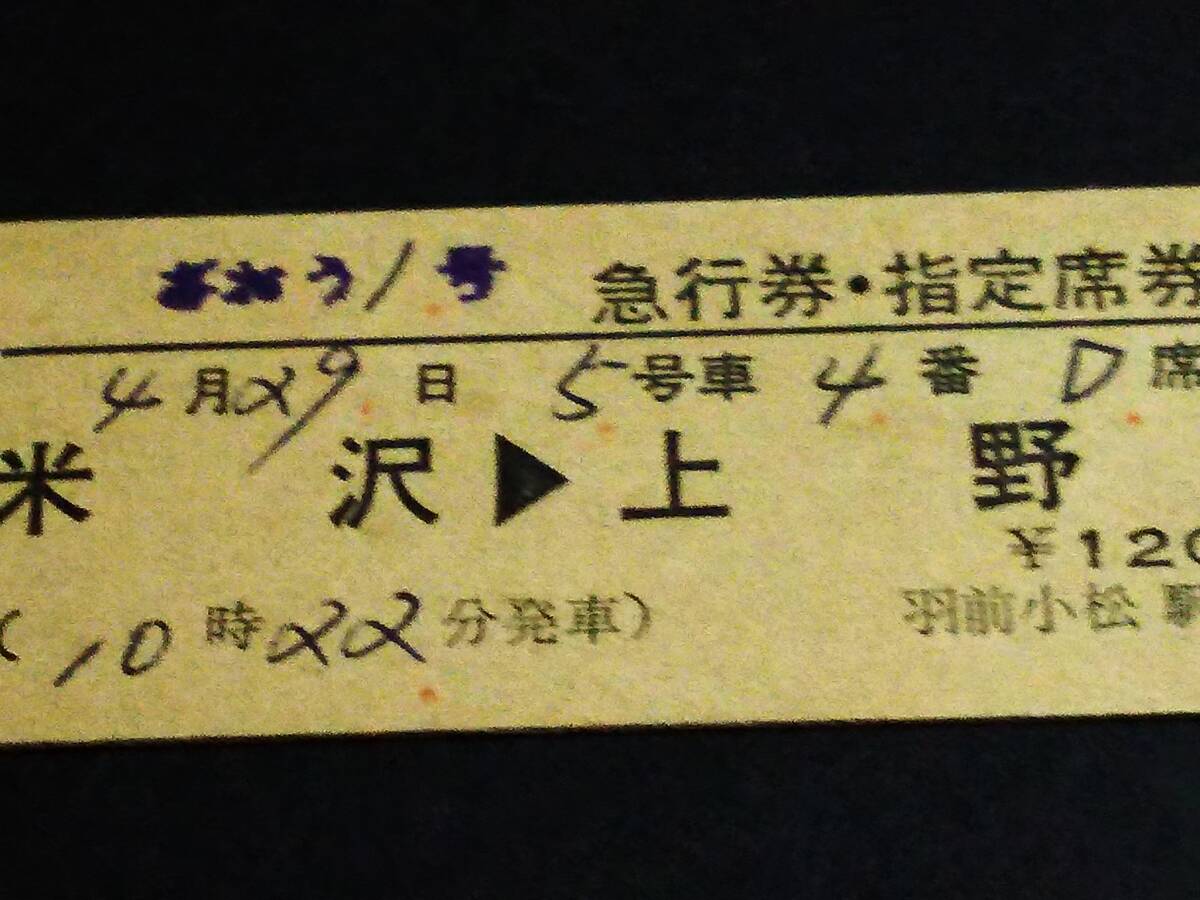 ざおう1号 急行券・指定席券
4月29日 5号車 4番 D席
米沢▶上野
¥120
(10時22分発車) 羽前小松